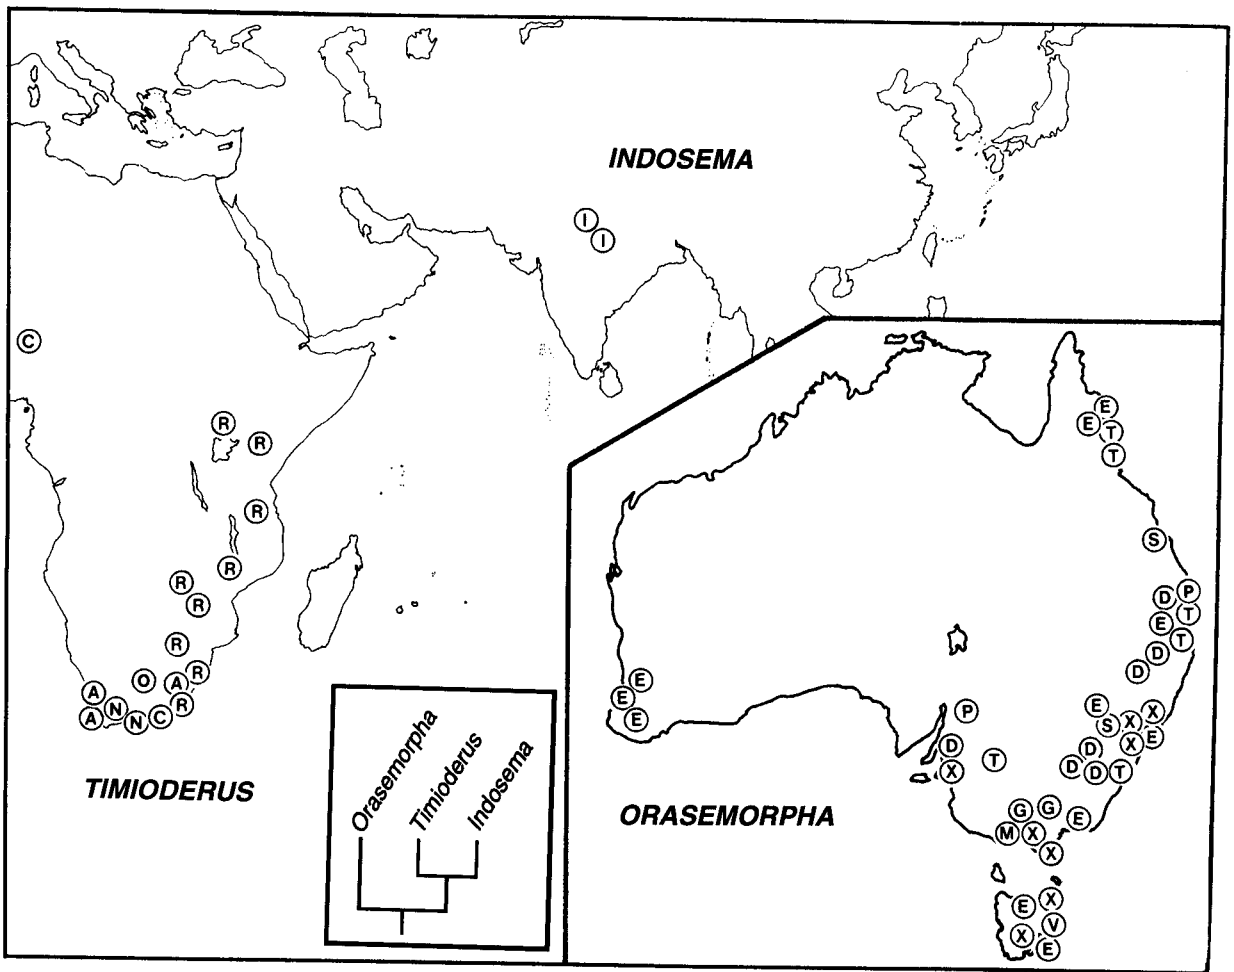 INDOSEMA
I
I
C
R
R
R
R
R
R
R
R
O
A
A
R
A
N
N
C
TIMIODERUS
Orasemorpha
Timioderus
Indosema
E
E
T
T
S
P
D
T
E
T
D
D
E
E
E
P
E
X
S
X
E
X
D
D
X
T
D
D
T
ORASEMORPHA
G
G
E
M
X
X
E
X
V
X
E